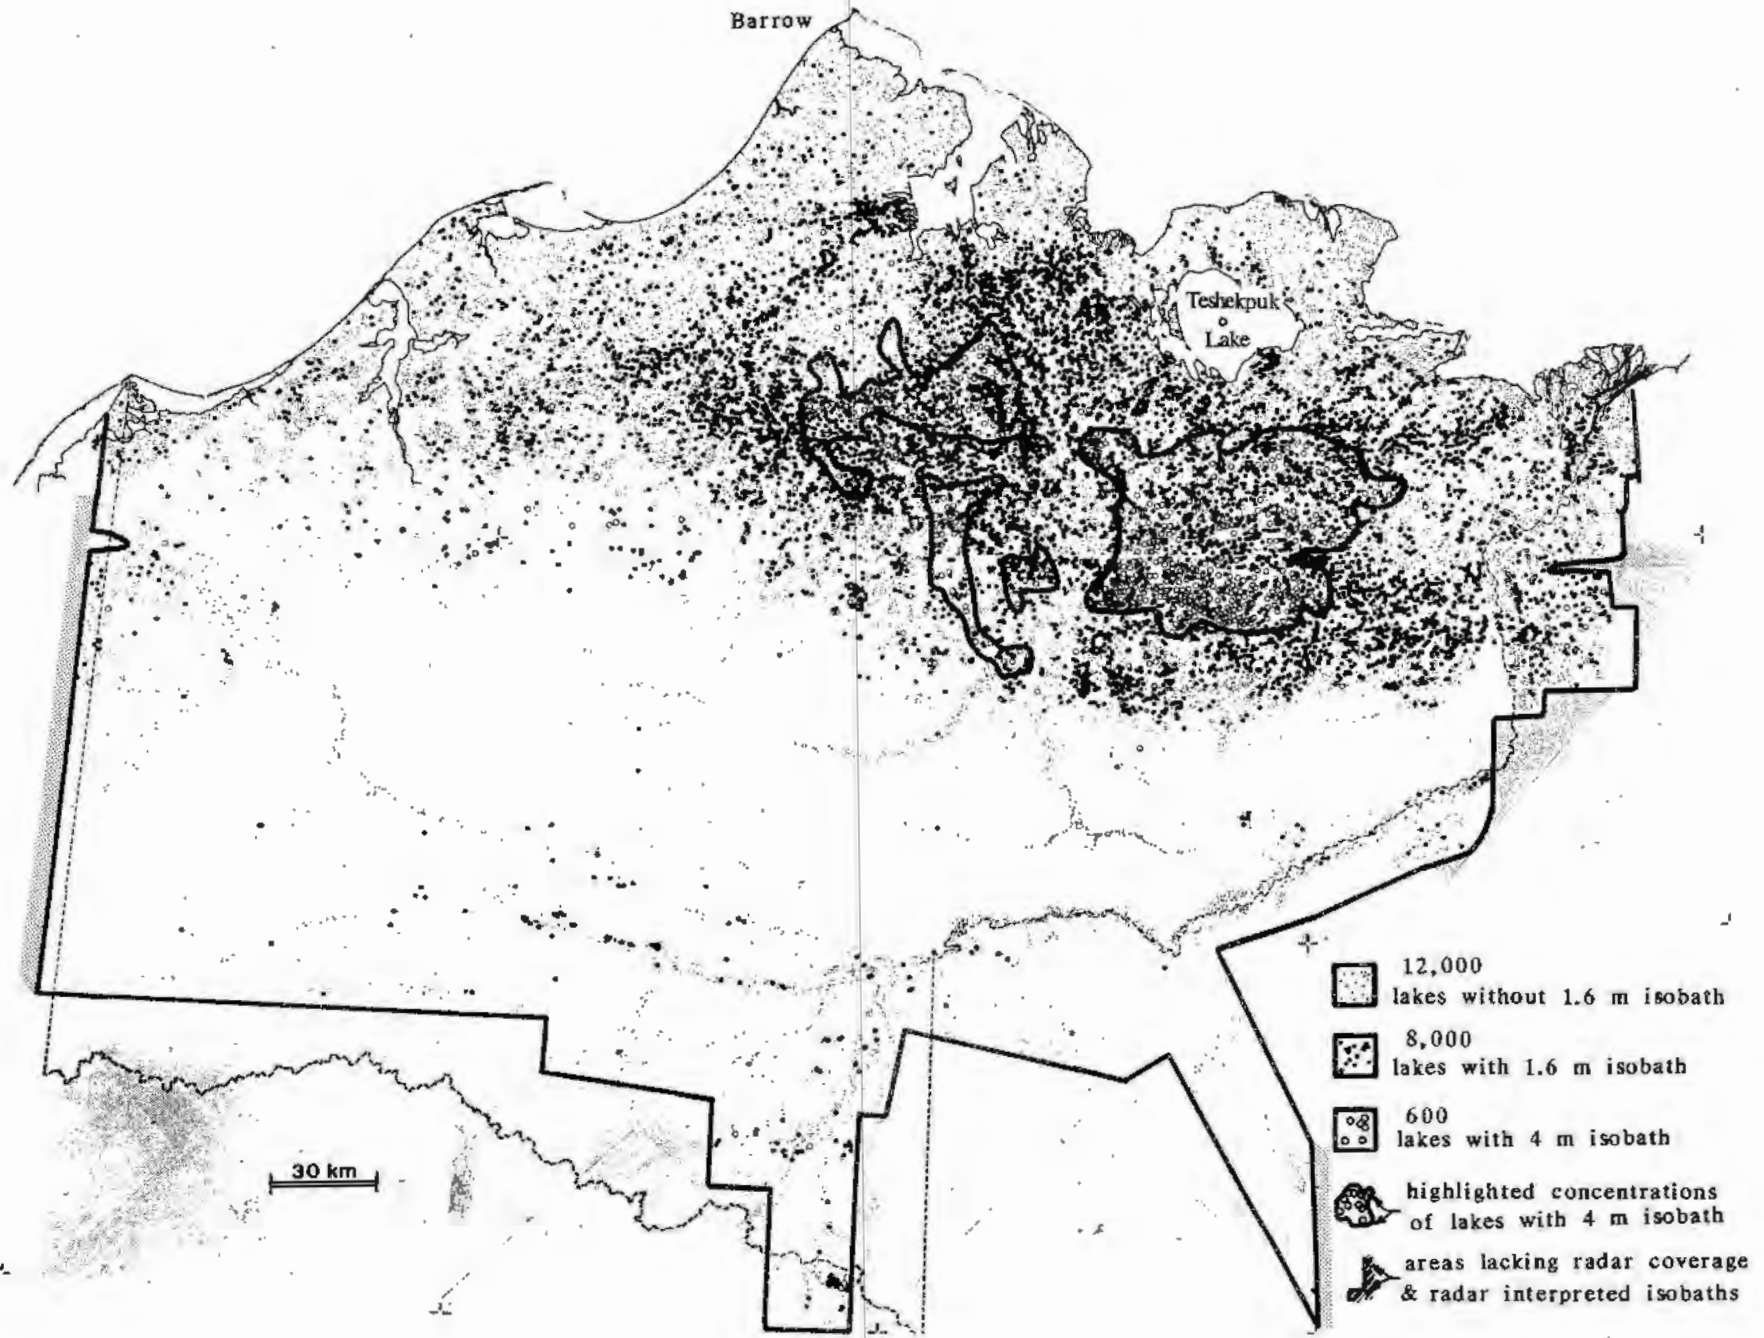 Barrow
Teshekpuk
Lake
12,000
lakes without 1.6 m isobath
8,000
lakes with 1.6 m isobath
600
lakes with 4 m isobath
30 km
highlighted concentrations
of lakes with 4 m isobath
areas lacking radar coverage
& radar interpreted isobaths